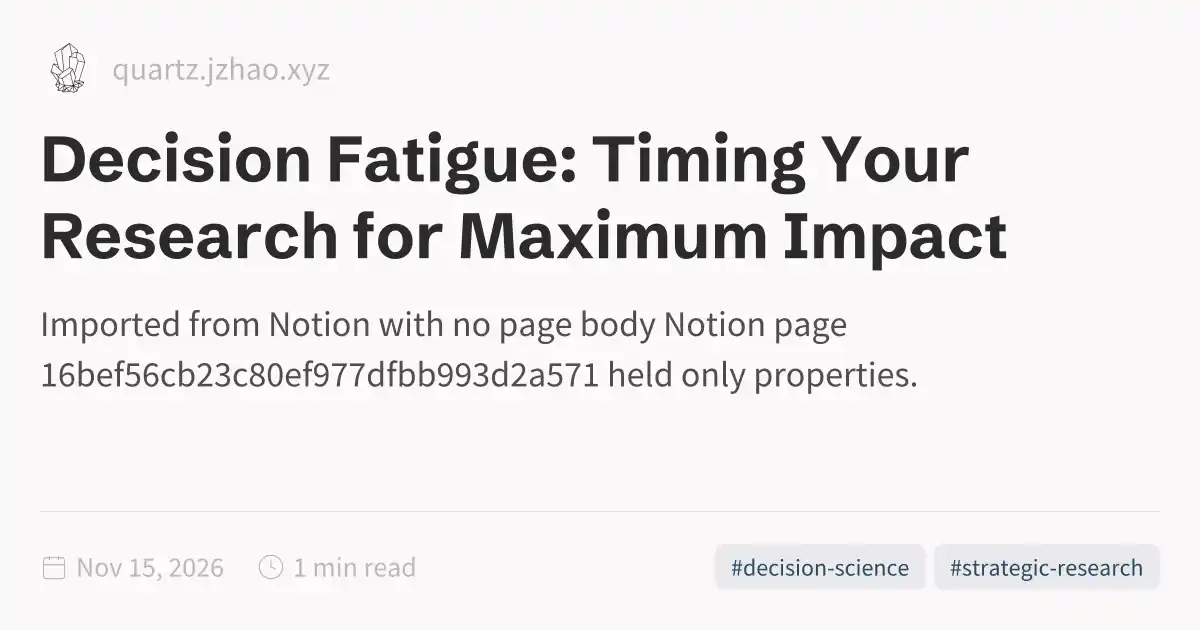 quartz.jzhao.xyz
Decision Fatigue: Timing Your
Research for Maximum Impact
Imported from Notion with no page body Notion page
16bef56cb23c80ef977dfbb993d2a571 held only properties.
Nov 15, 2026
1 min read
#decision-science
#strategic-research